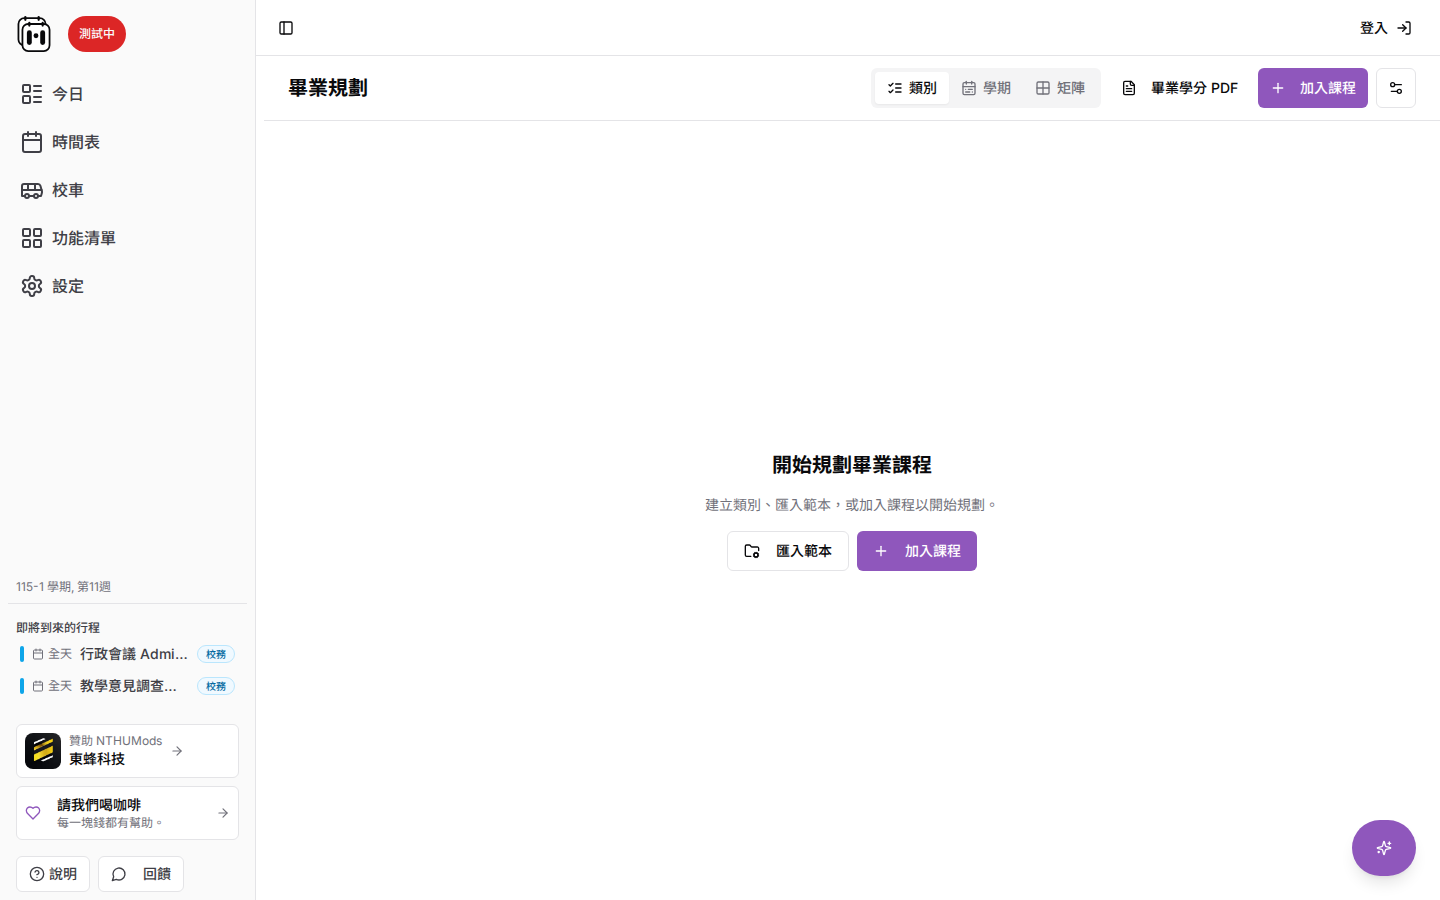 測試中
今日
時間表
校車
功能清單
設定
115-1 學期, 第11週
即將到來的行程
全天 行政會議 Admi... 校務
全天 教學意見調查... 校務
贊助 NTHUMods
東蜂科技
請我們喝咖啡
每一塊錢都有幫助。
說明 回饋
登入
畢業規劃
類別 學期 矩陣 畢業學分 PDF 加入課程
開始規劃畢業課程
建立類別、匯入範本，或加入課程以開始規劃。
匯入範本 加入課程